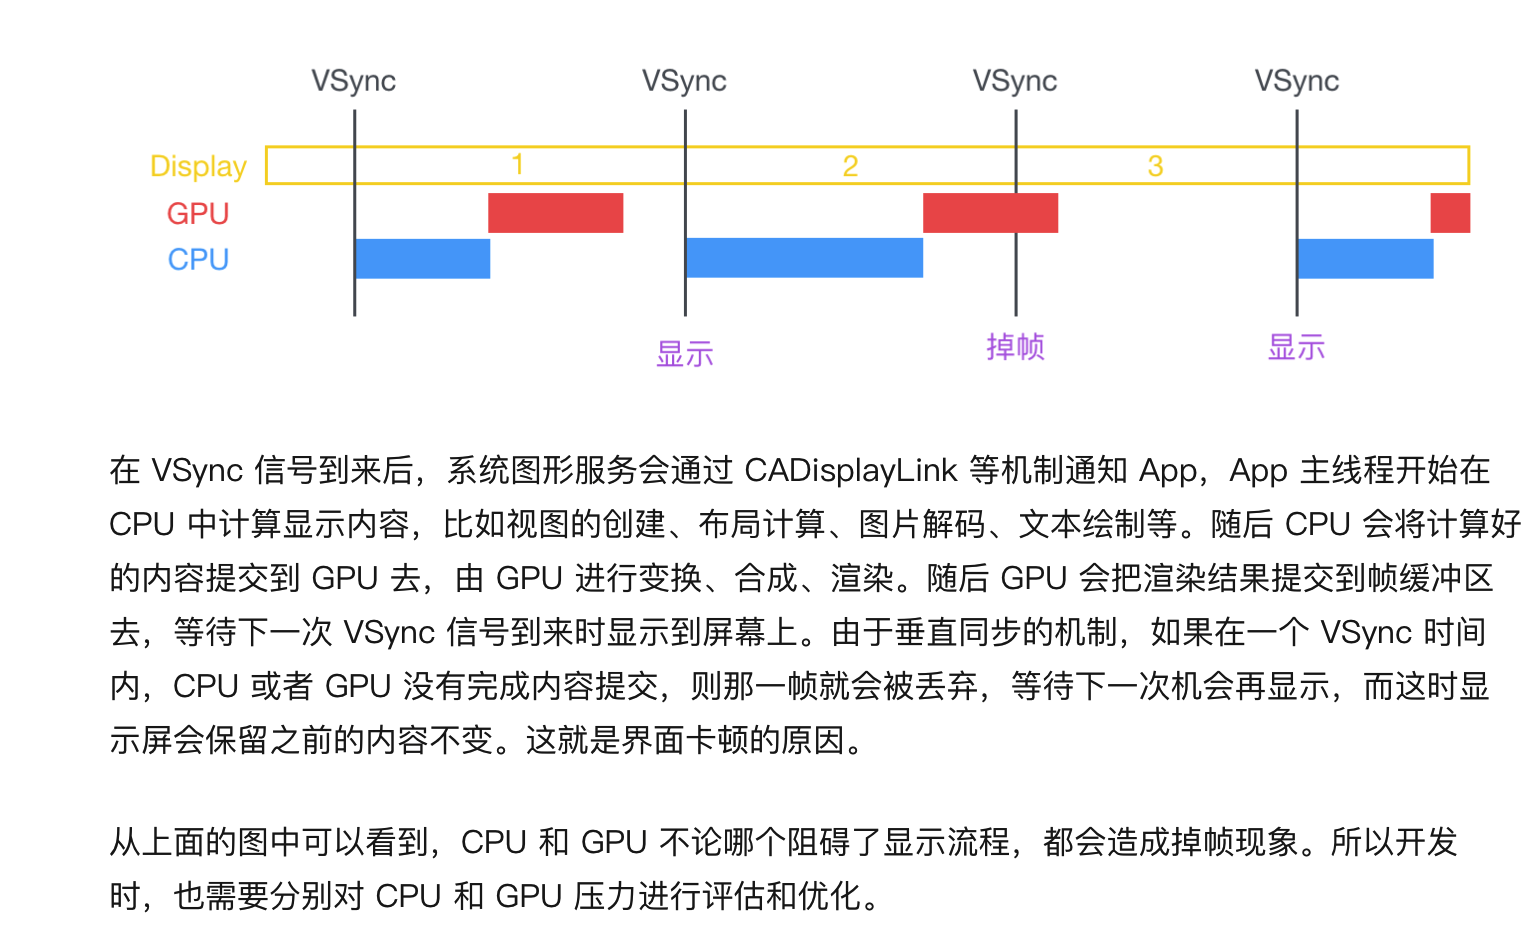 VSync VSync VSync VSync
Display 1 2 3
GPU
CPU
显示 掉帧 显示
在 VSync 信号到来后，系统图形服务会通过 CADisplayLink 等机制通知 App，App 主线程开始在
CPU 中计算显示内容，比如视图的创建、布局计算、图片解码、文本绘制等。随后 CPU 会将计算好
的内容提交到 GPU 去，由 GPU 进行变换、合成、渲染。随后 GPU 会把渲染结果提交到帧缓冲区
去，等待下一次 VSync 信号到来时显示到屏幕上。由于垂直同步的机制，如果在一个 VSync 时间
内，CPU 或者 GPU 没有完成内容提交，则那一帧就会被丢弃，等待下一次机会再显示，而这时显
示屏会保留之前的内容不变。这就是界面卡顿的原因。
从上面的图中可以看到，CPU 和 GPU 不论哪个阻碍了显示流程，都会造成掉帧现象。所以开发
时，也需要分别对 CPU 和 GPU 压力进行评估和优化。